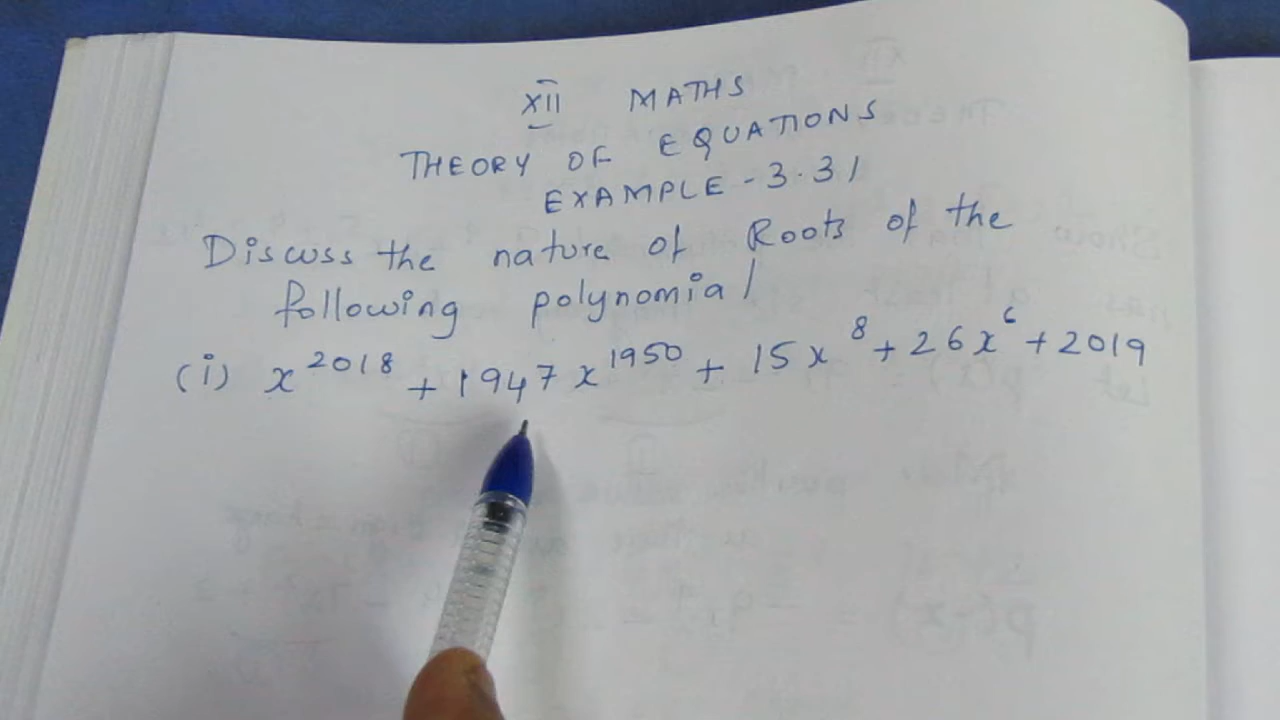 XII MATHS
THEORY OF EQUATIONS
EXAMPLE - 3.31
Discuss the nature of Roots of the
following polynomial
(i) x^2018 + 1947 x^1950 + 15x^8 + 26x^6 + 2019